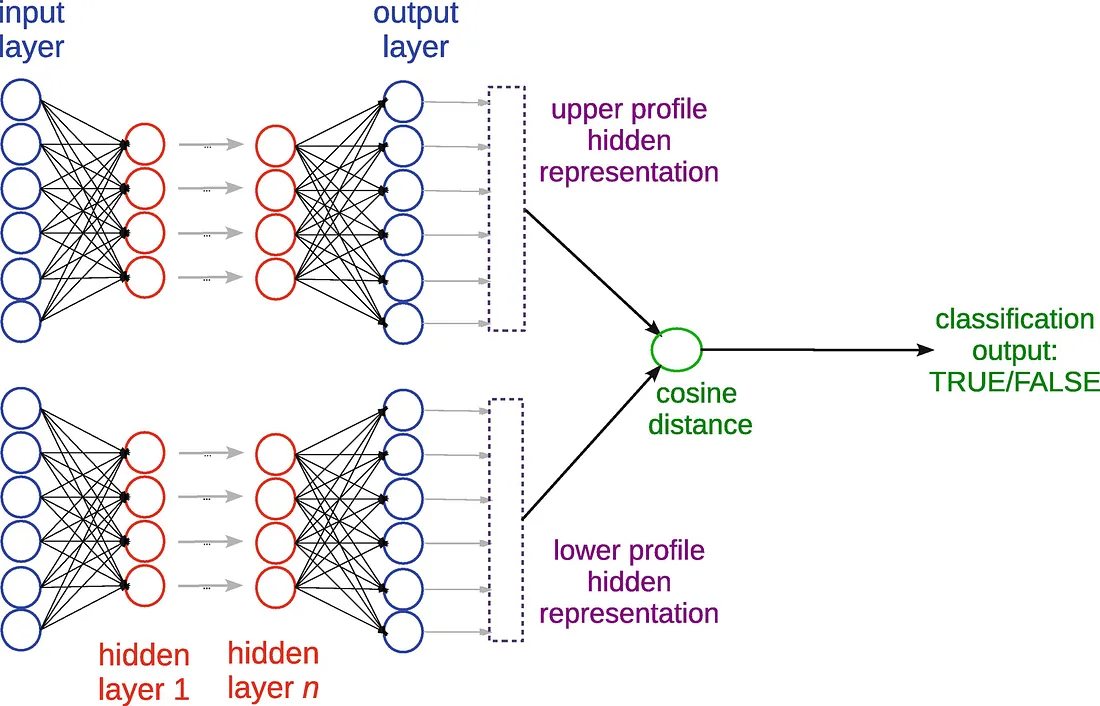 input
layer
output
layer
upper profile
hidden
representation
...
...
...
...
classification
output:
TRUE/FALSE
cosine
distance
...
...
...
...
lower profile
hidden
representation
hidden
layer 1
hidden
layer n